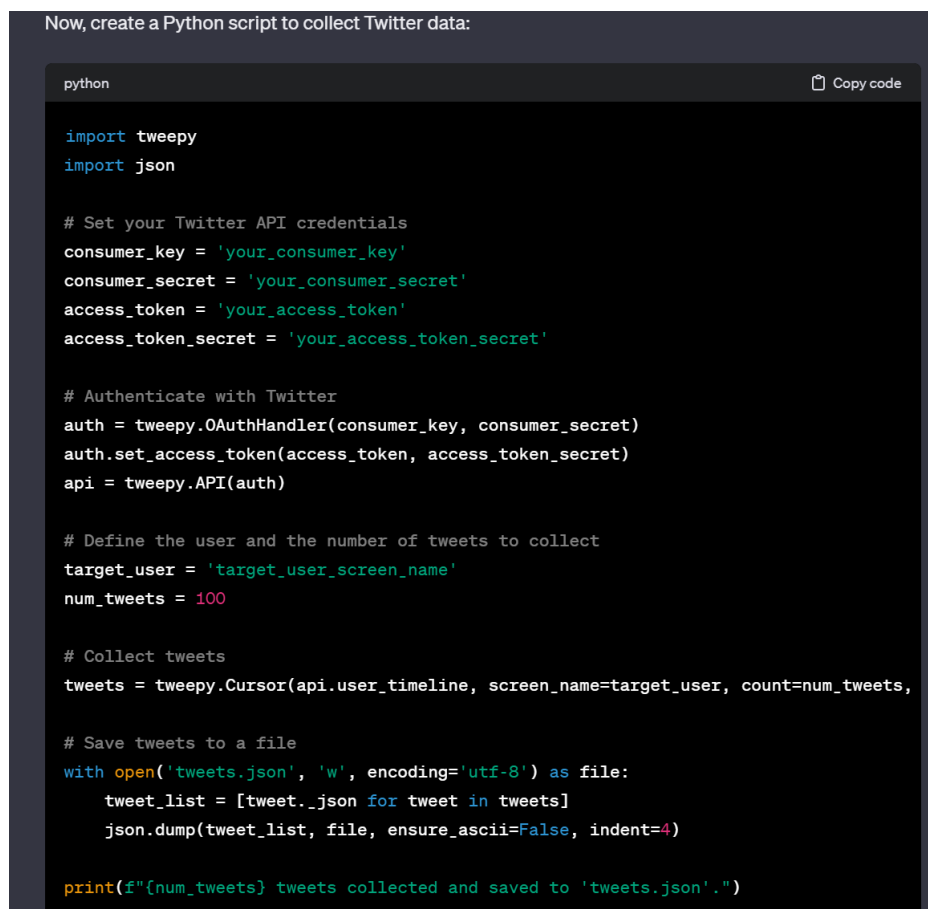 Now, create a Python script to collect Twitter data:
python
Copy code
import tweepy
import json
# Set your Twitter API credentials
consumer_key = 'your_consumer_key'
consumer_secret = 'your_consumer_secret'
access_token = 'your_access_token'
access_token_secret = 'your_access_token_secret'
# Authenticate with Twitter
auth = tweepy.OAuthHandler(consumer_key, consumer_secret)
auth.set_access_token(access_token, access_token_secret)
api = tweepy.API(auth)
# Define the user and the number of tweets to collect
target_user = 'target_user_screen_name'
num_tweets = 100
# Collect tweets
tweets = tweepy.Cursor(api.user_timeline, screen_name=target_user, count=num_tweets,
# Save tweets to a file
with open('tweets.json', 'w', encoding='utf-8') as file:
    tweet_list = [tweet._json for tweet in tweets]
    json.dump(tweet_list, file, ensure_ascii=False, indent=4)
print(f"{num_tweets} tweets collected and saved to 'tweets.json'.")